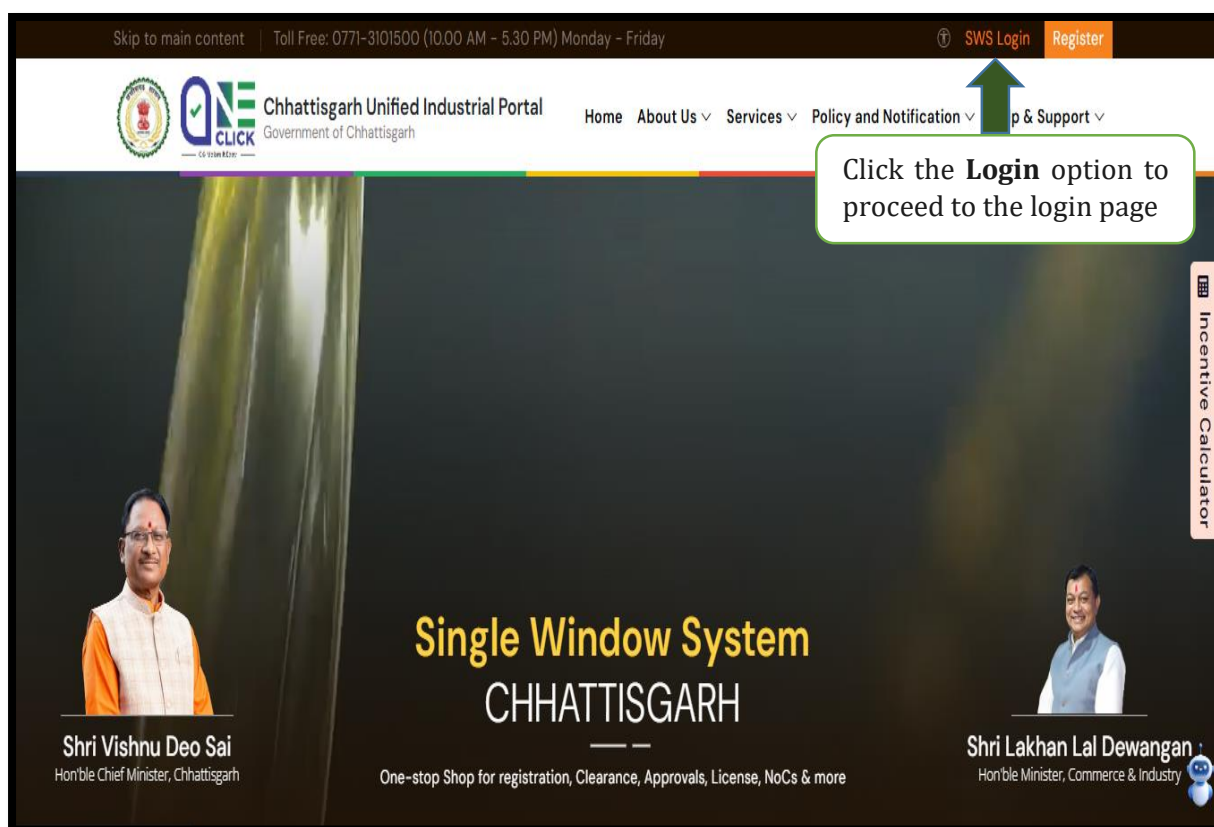 Skip to main content | Toll Free: 0771-3101500 (10.00 AM - 5.30 PM) Monday - Friday
SWS Login Register
ONE
CLICK
Chhattisgarh Unified Industrial Portal
Government of Chhattisgarh
Home About Us Services Policy and Notification p & Support
Click the Login option to
proceed to the login page
Incentive Calculator
Single Window System
CHHATTISGARH
One-stop Shop for registration, Clearance, Approvals, License, NoCs & more
Shri Vishnu Deo Sai
Hon'ble Chief Minister, Chhattisgarh
Shri Lakhan Lal Dewangan
Hon'ble Minister, Commerce & Industry